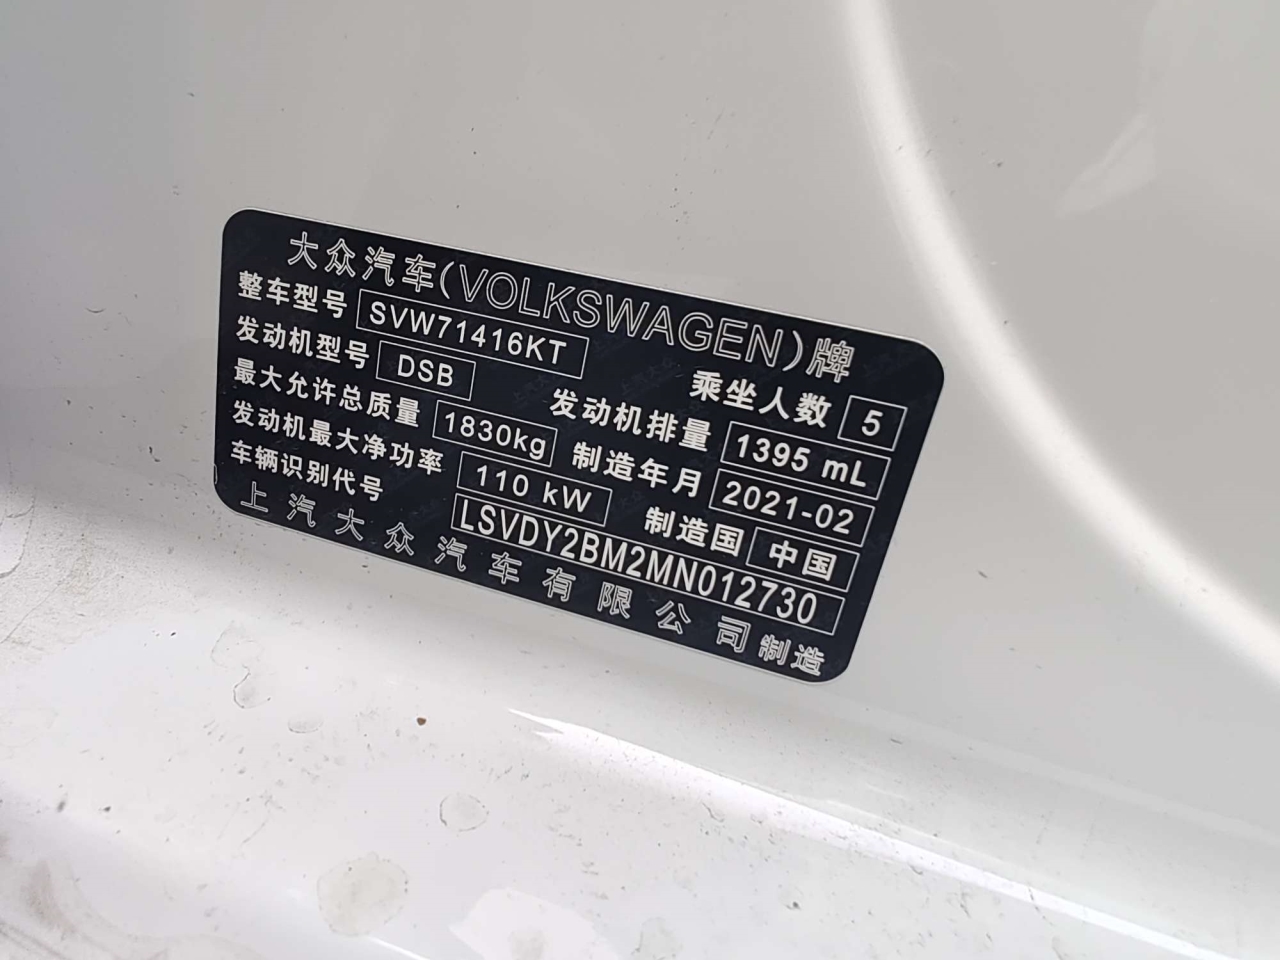 大众汽车(VOLKSWAGEN)牌
整车型号 SVW71416KT 乘坐人数 5
发动机型号 DSB 发动机排量 1395 mL
最大允许总质量 1830kg 制造年月 2021-02
发动机最大净功率 110 kW 制造国 中国
车辆识别代号 LSVDY2BM2MN012730
上汽大众汽车有限公司制造